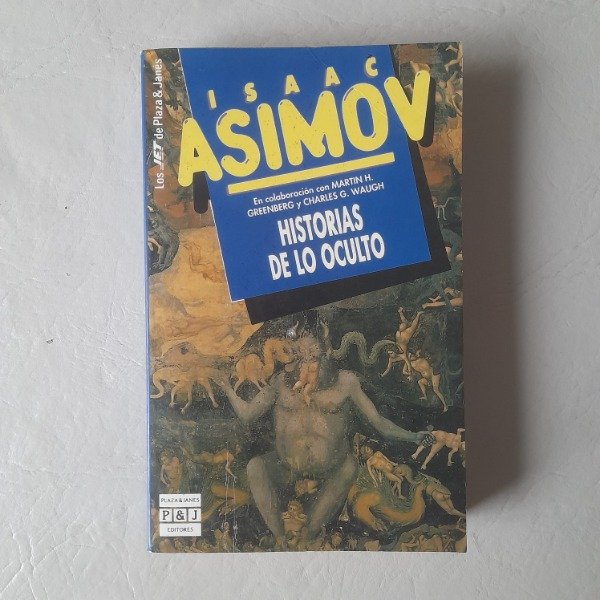 Los JET de Plaza & Janés
ISAAC
ASIMOV
En colaboración con MARTIN H.
GREENBERG y CHARLES G. WAUGH
HISTORIAS
DE LO OCULTO
PLAZA & JANES
P&J
EDITORES